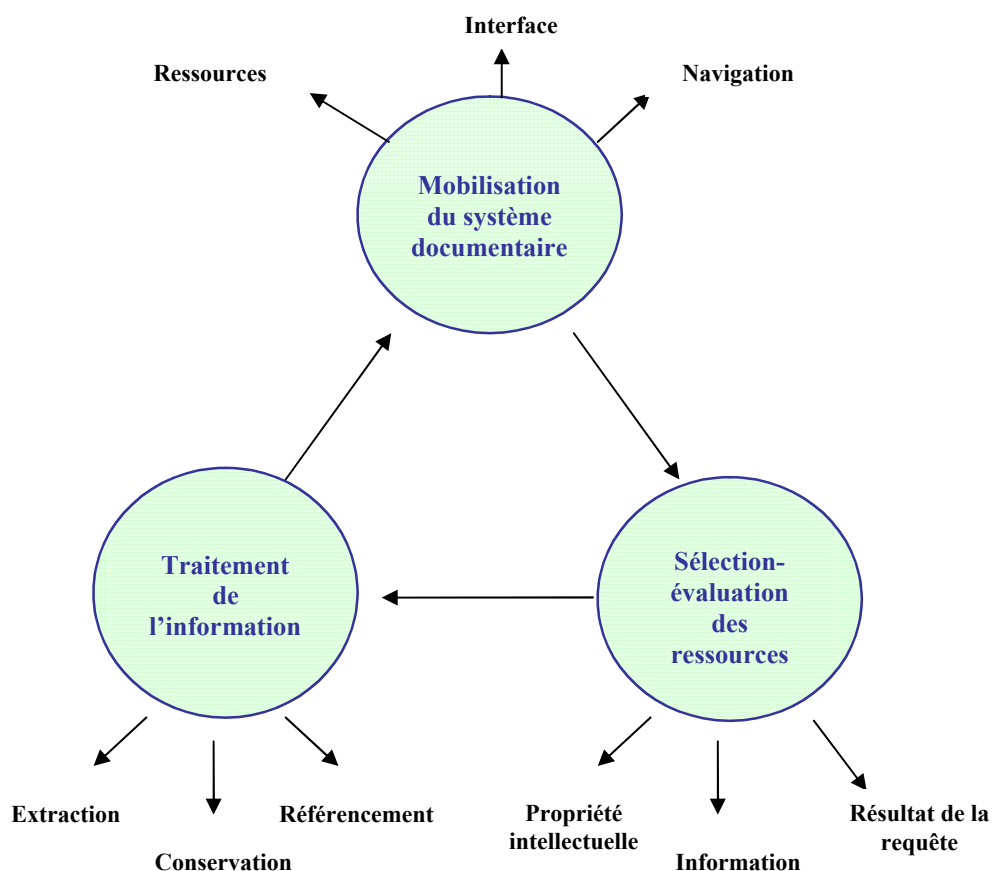 Interface
Ressources
Navigation
Mobilisation
du système
documentaire
Traitement
de
l’information
Sélection-
évaluation
des
ressources
Extraction
Conservation
Référencement
Propriété
intellectuelle
Information
Résultat de la
requête